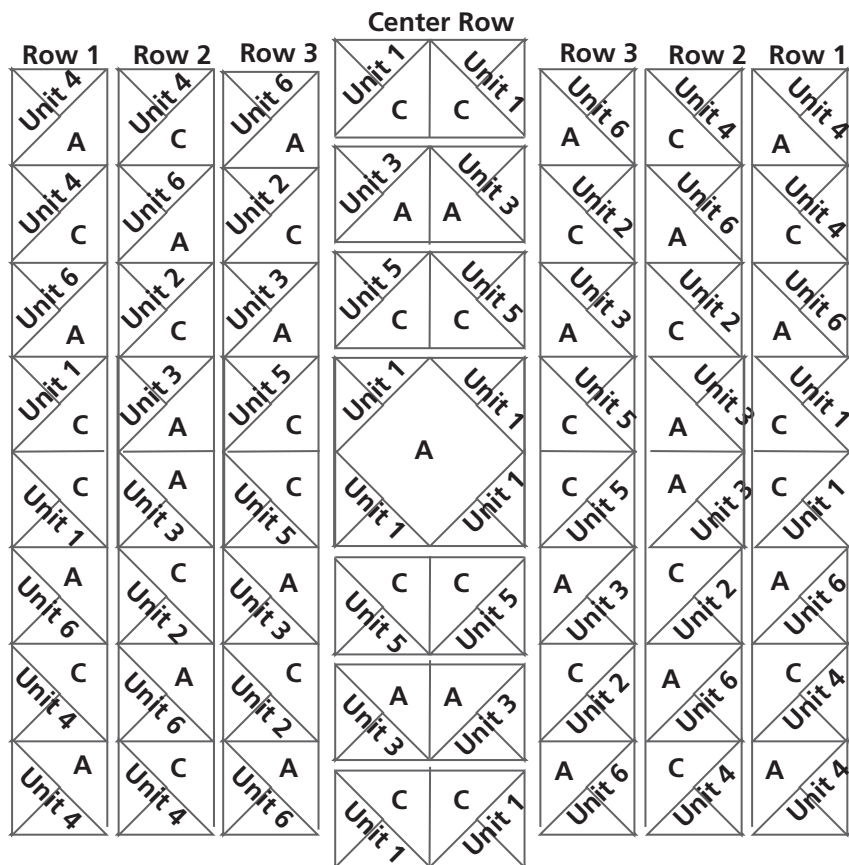 Row 1
Unit 4
A
Unit 4
C
Unit 6
A
Unit 1
C
C
Unit 1
A
Unit 6
C
Unit 4
A
Unit 4
Row 2
Unit 4
C
Unit 6
A
Unit 2
C
Unit 3
A
A
Unit 3
C
Unit 2
A
Unit 6
C
Unit 4
Row 3
Unit 6
A
Unit 2
C
Unit 3
A
Unit 5
C
C
Unit 5
A
Unit 3
C
Unit 2
A
Unit 6
Center Row
Unit 1 Unit 1
C C
Unit 3 Unit 3
A A
Unit 5 Unit 5
C C
Unit 1 Unit 1
A
Unit 1 Unit 1
C C
Unit 5 Unit 5
A A
Unit 3 Unit 3
C C
Unit 1 Unit 1
Row 3
Unit 6
A
Unit 2
C
Unit 3
A
Unit 5
C
C
Unit 5
A
Unit 3
C
Unit 2
A
Unit 6
Row 2
Unit 4
C
Unit 6
A
Unit 2
C
Unit 3
A
A
Unit 3
C
Unit 2
A
Unit 6
C
Unit 4
Row 1
Unit 4
A
Unit 4
C
Unit 6
A
Unit 1
C
C
Unit 1
A
Unit 6
C
Unit 4
A
Unit 4